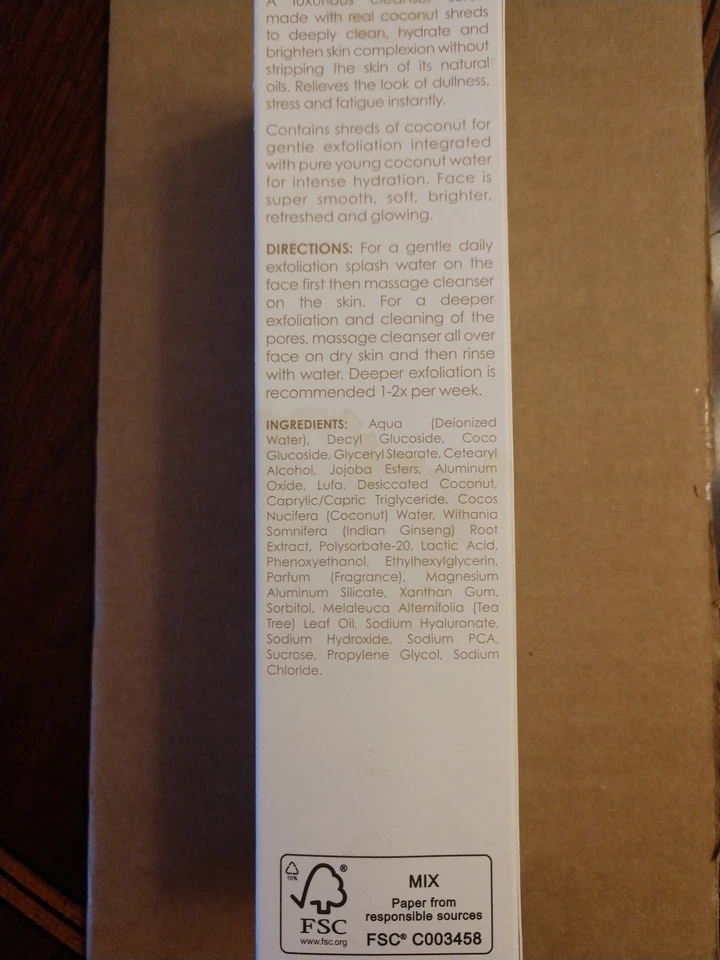 A luxurious cleanser
made with real coconut shreds
to deeply clean, hydrate and
brighten skin complexion without
stripping the skin of its natural
oils. Relieves the look of dullness,
stress and fatigue instantly.
Contains shreds of coconut for
gentle exfoliation integrated
with pure young coconut water
for intense hydration. Face is
super smooth, soft, brighter,
refreshed and glowing.
DIRECTIONS: For a gentle daily
exfoliation splash water on the
face first then massage cleanser
on the skin. For a deeper
exfoliation and cleaning of the
pores, massage cleanser all over
face on dry skin and then rinse
with water. Deeper exfoliation is
recommended 1-2x per week.
INGREDIENTS: Aqua (Deionized
Water), Decyl Glucoside, Coco
Glucoside, Glyceryl Stearate, Cetearyl
Alcohol, Jojoba Esters, Aluminum
Oxide, Lufa, Desiccated Coconut,
Caprylic/Capric Triglyceride, Cocos
Nucifera (Coconut) Water, Withania
Somnifera (Indian Ginseng) Root
Extract, Polysorbate-20, Lactic Acid,
Phenoxyethanol, Ethylhexylglycerin,
Parfum (Fragrance), Magnesium
Aluminum Silicate, Xanthan Gum,
Sorbitol, Melaleuca Alternifolia (Tea
Tree) Leaf Oil, Sodium Hyaluronate,
Sodium Hydroxide, Sodium PCA,
Sucrose, Propylene Glycol, Sodium
Chloride.
10%
®
FSC
www.fsc.org
MIX
Paper from
responsible sources
FSC® C003458